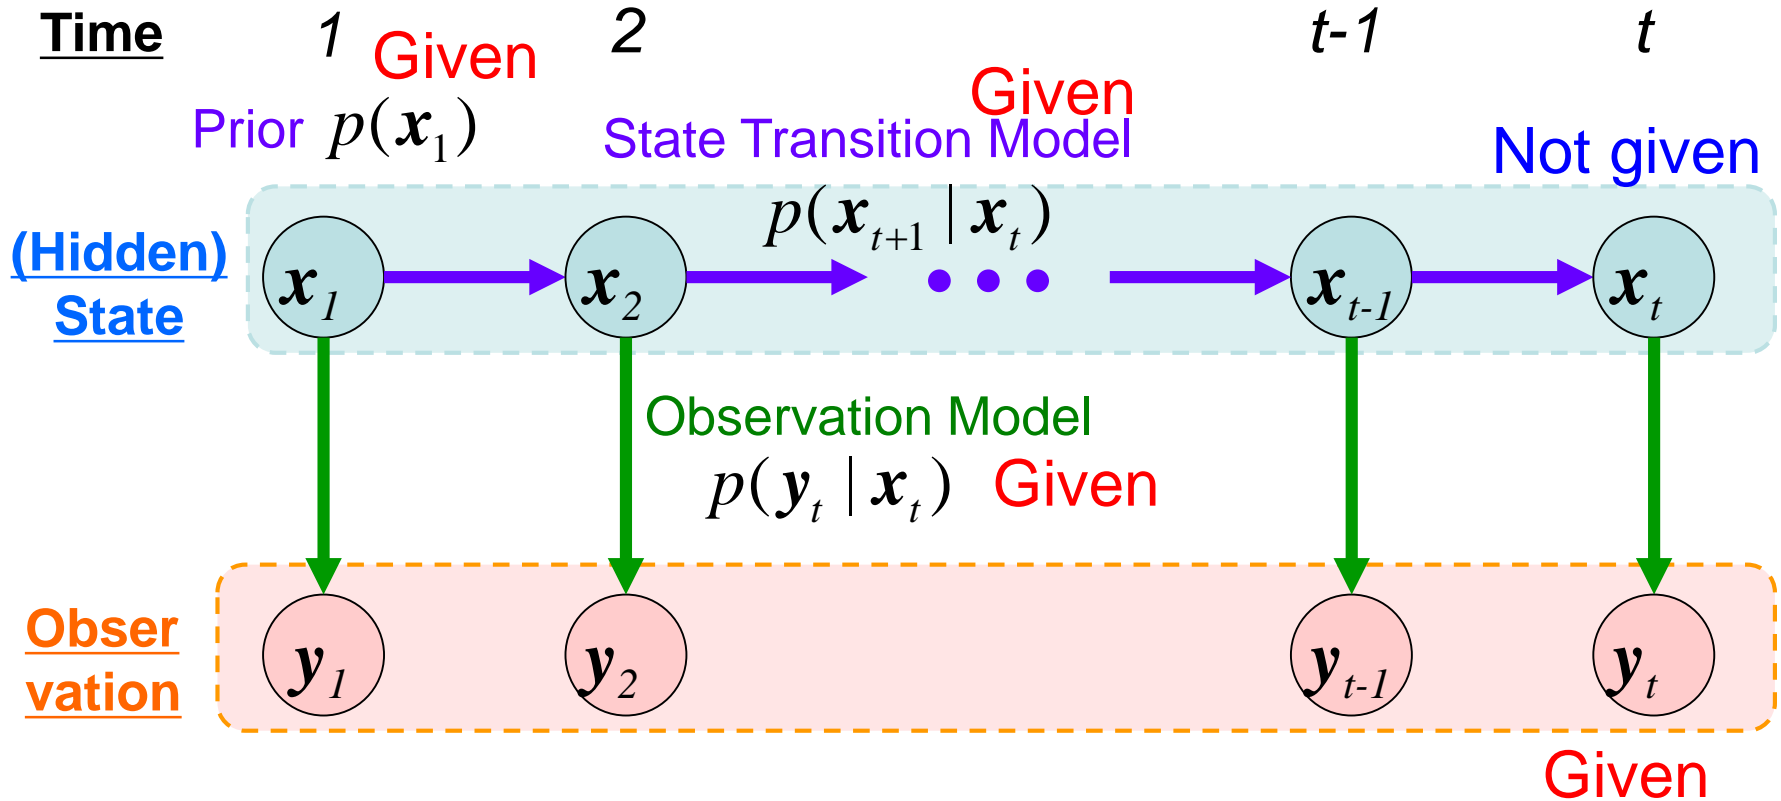 Time 1 2 t-1 t
Given
Given
Prior p(x₁)
State Transition Model
Not given
p(xₜ₊₁ | xₜ)
(Hidden)
State
x₁ x₂ • • • xₜ₋₁ xₜ
Observation Model
p(yₜ | xₜ) Given
Obser
vation
y₁ y₂ yₜ₋₁ yₜ
Given